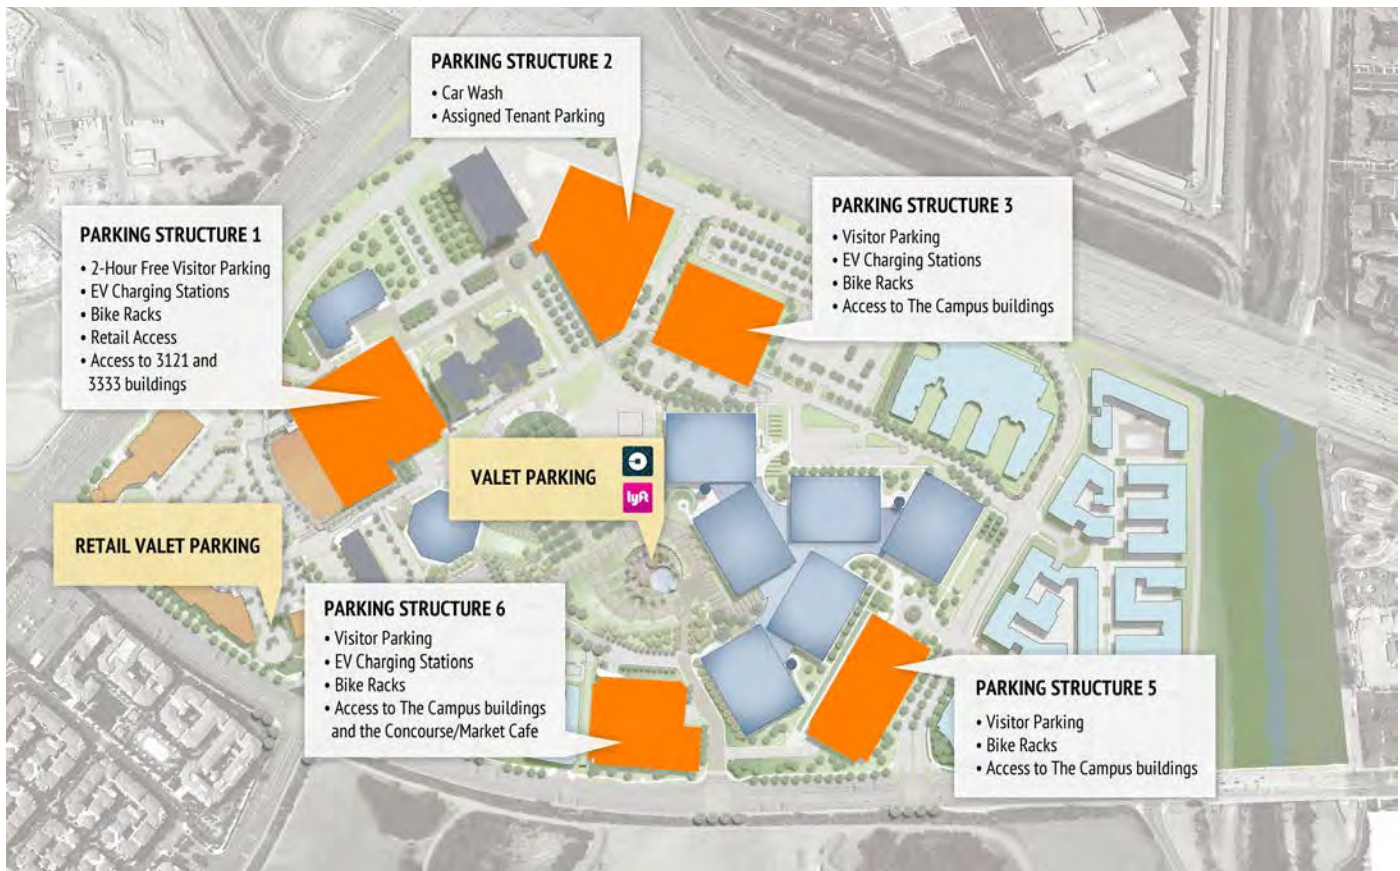 PARKING STRUCTURE 2
• Car Wash
• Assigned Tenant Parking
PARKING STRUCTURE 3
• Visitor Parking
• EV Charging Stations
• Bike Racks
• Access to The Campus buildings
PARKING STRUCTURE 1
• 2-Hour Free Visitor Parking
• EV Charging Stations
• Bike Racks
• Retail Access
• Access to 3121 and
3333 buildings
VALET PARKING
lyft
RETAIL VALET PARKING
PARKING STRUCTURE 6
• Visitor Parking
• EV Charging Stations
• Bike Racks
• Access to The Campus buildings
and the Concourse/Market Cafe
PARKING STRUCTURE 5
• Visitor Parking
• Bike Racks
• Access to The Campus buildings